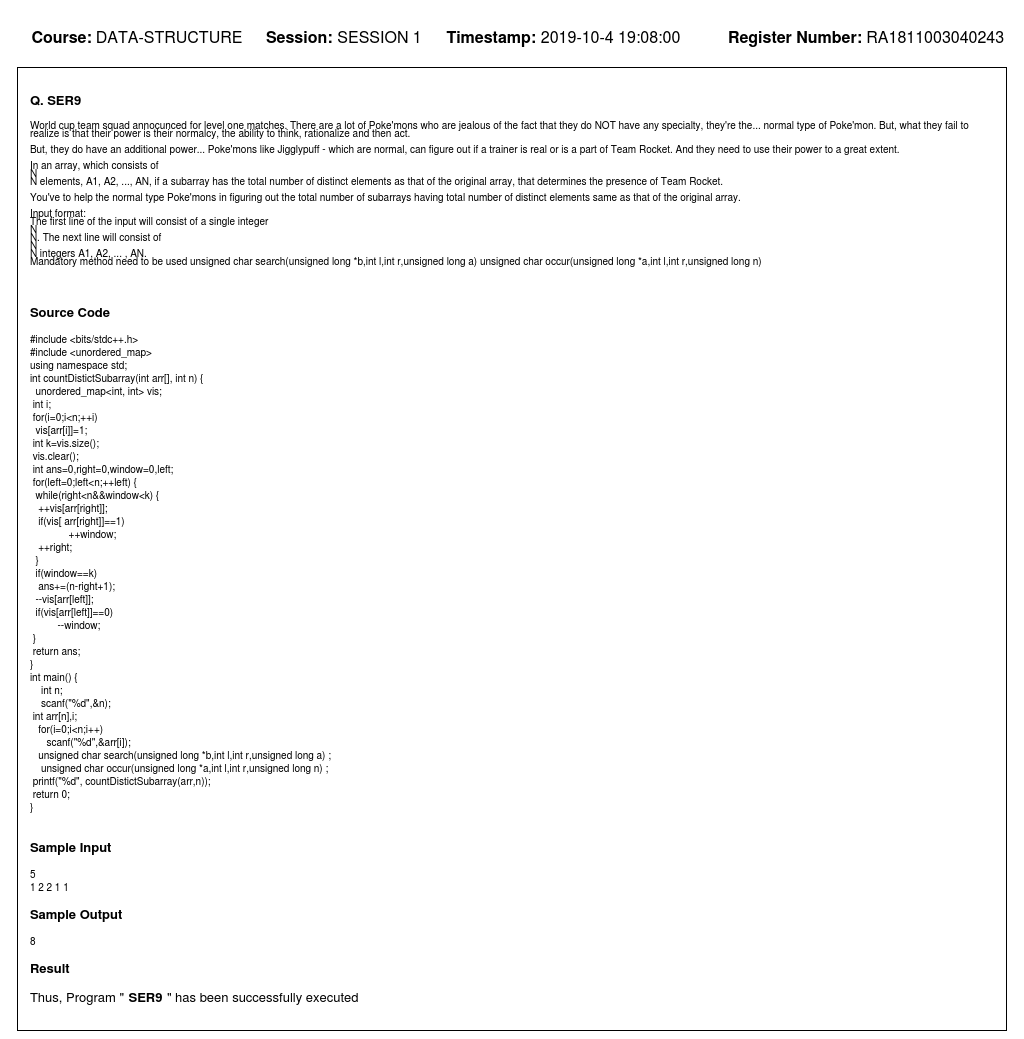 Course: DATA-STRUCTURE Session: SESSION 1 Timestamp: 2019-10-4 19:08:00 Register Number: RA1811003040243
Q. SER9
World cup team squad annocunced for level one matches. There are a lot of Poke'mons who are jealous of the fact that they do NOT have any specialty, they're the... normal type of Poke'mon. But, what they fail to
realize is that their power is their normalcy, the ability to think, rationalize and then act.
But, they do have an additional power... Poke'mons like Jigglypuff - which are normal, can figure out if a trainer is real or is a part of Team Rocket. And they need to use their power to a great extent.
In an array, which consists of
N
N elements, A1, A2, ..., AN, if a subarray has the total number of distinct elements as that of the original array, that determines the presence of Team Rocket.
You've to help the normal type Poke'mons in figuring out the total number of subarrays having total number of distinct elements same as that of the original array.
Input format:
The first line of the input will consist of a single integer
N
N. The next line will consist of
N
N integers A1, A2, ... , AN.
Mandatory method need to be used unsigned char search(unsigned long *b,int l,int r,unsigned long a) unsigned char occur(unsigned long *a,int l,int r,unsigned long n)
Source Code
#include <bits/stdc++.h>
#include <unordered_map>
using namespace std;
int countDistictSubarray(int arr[], int n) {
unordered_map<int, int> vis;
int i;
for(i=0;i<n;++i)
vis[arr[i]]=1;
int k=vis.size();
vis.clear();
int ans=0,right=0,window=0,left;
for(left=0;left<n;++left) {
while(right<n&&window<k) {
++vis[arr[right]];
if(vis[ arr[right]]==1)
++window;
++right;
}
if(window==k)
ans+=(n-right+1);
--vis[arr[left]];
if(vis[arr[left]]==0)
--window;
}
return ans;
}
int main() {
int n;
scanf("%d",&n);
int arr[n],i;
for(i=0;i<n;i++)
scanf("%d",&arr[i]);
unsigned char search(unsigned long *b,int l,int r,unsigned long a) ;
unsigned char occur(unsigned long *a,int l,int r,unsigned long n) ;
printf("%d", countDistictSubarray(arr,n));
return 0;
}
Sample Input
5
1 2 2 1 1
Sample Output
8
Result
Thus, Program " SER9 " has been successfully executed